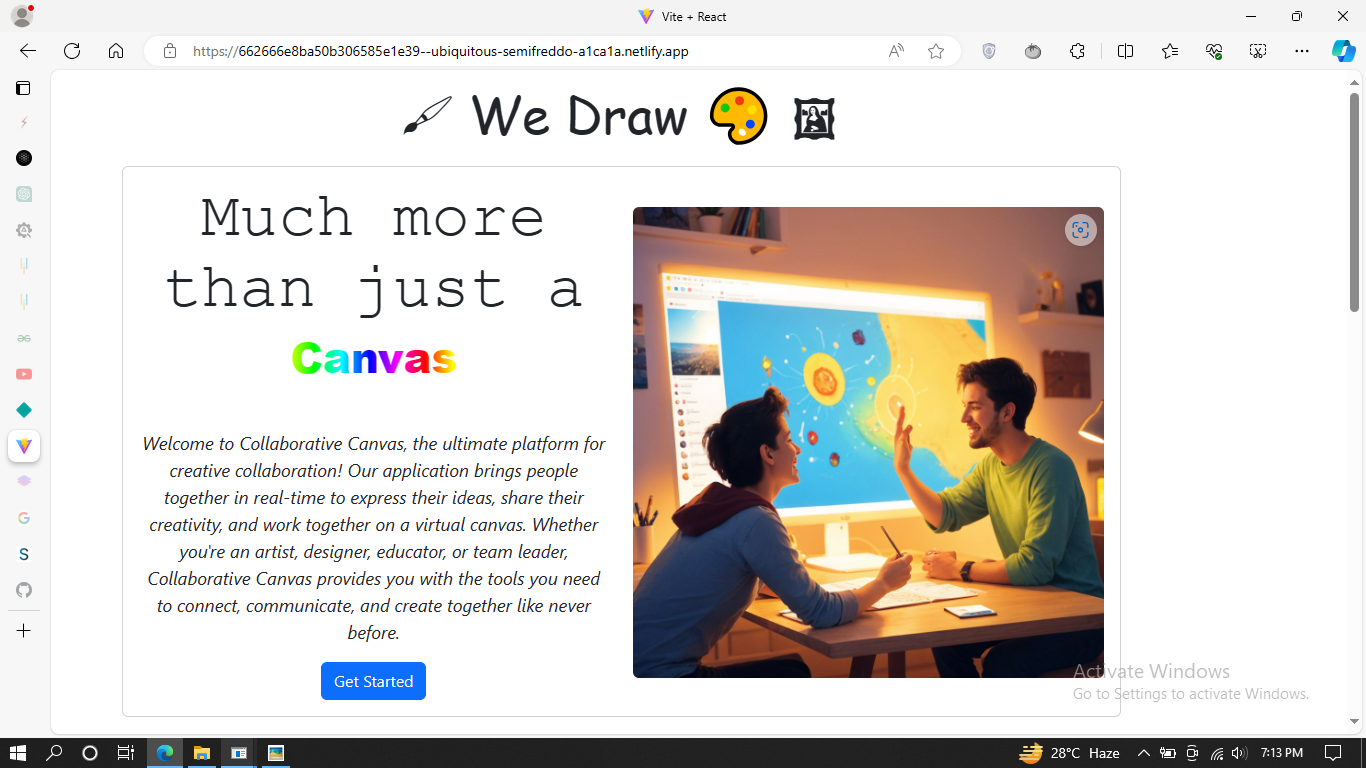 Vite + React
https://662666e8ba50b306585e1e39--ubiquitous-semifreddo-a1ca1a.netlify.app
We Draw
Much more
than just a
Canvas
Welcome to Collaborative Canvas, the ultimate platform for
creative collaboration! Our application brings people
together in real-time to express their ideas, share their
creativity, and work together on a virtual canvas. Whether
you're an artist, designer, educator, or team leader,
Collaborative Canvas provides you with the tools you need
to connect, communicate, and create together like never
before.
Get Started
Activate Windows
Go to Settings to activate Windows.
28°C Haze
7:13 PM